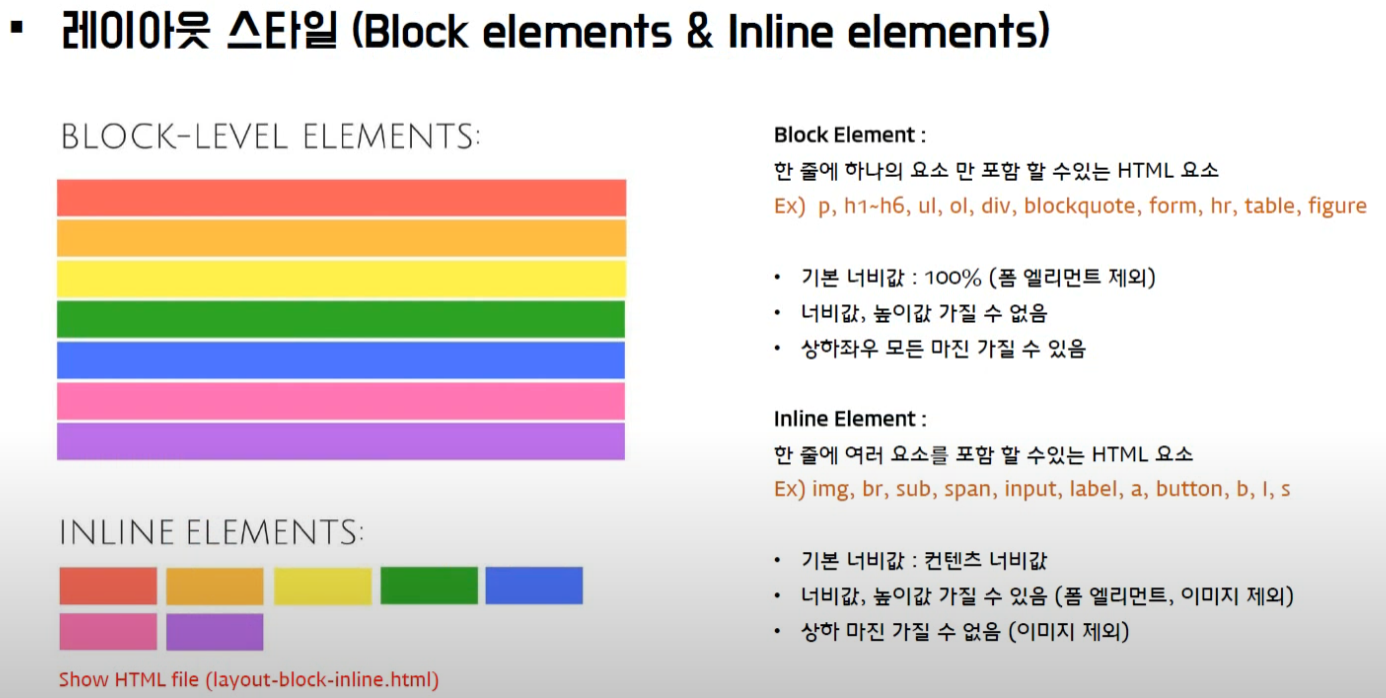 ▪ 레이아웃 스타일 (Block elements & Inline elements)
BLOCK-LEVEL ELEMENTS:
INLINE ELEMENTS:
Show HTML file (layout-block-inline.html)
Block Element :
한 줄에 하나의 요소 만 포함 할 수있는 HTML 요소
Ex) p, h1~h6, ul, ol, div, blockquote, form, hr, table, figure
• 기본 너비값 : 100% (폼 엘리먼트 제외)
• 너비값, 높이값 가질 수 없음
• 상하좌우 모든 마진 가질 수 있음
Inline Element :
한 줄에 여러 요소를 포함 할 수있는 HTML 요소
Ex) img, br, sub, span, input, label, a, button, b, I, s
• 기본 너비값 : 컨텐츠 너비값
• 너비값, 높이값 가질 수 있음 (폼 엘리먼트, 이미지 제외)
• 상하 마진 가질 수 없음 (이미지 제외)